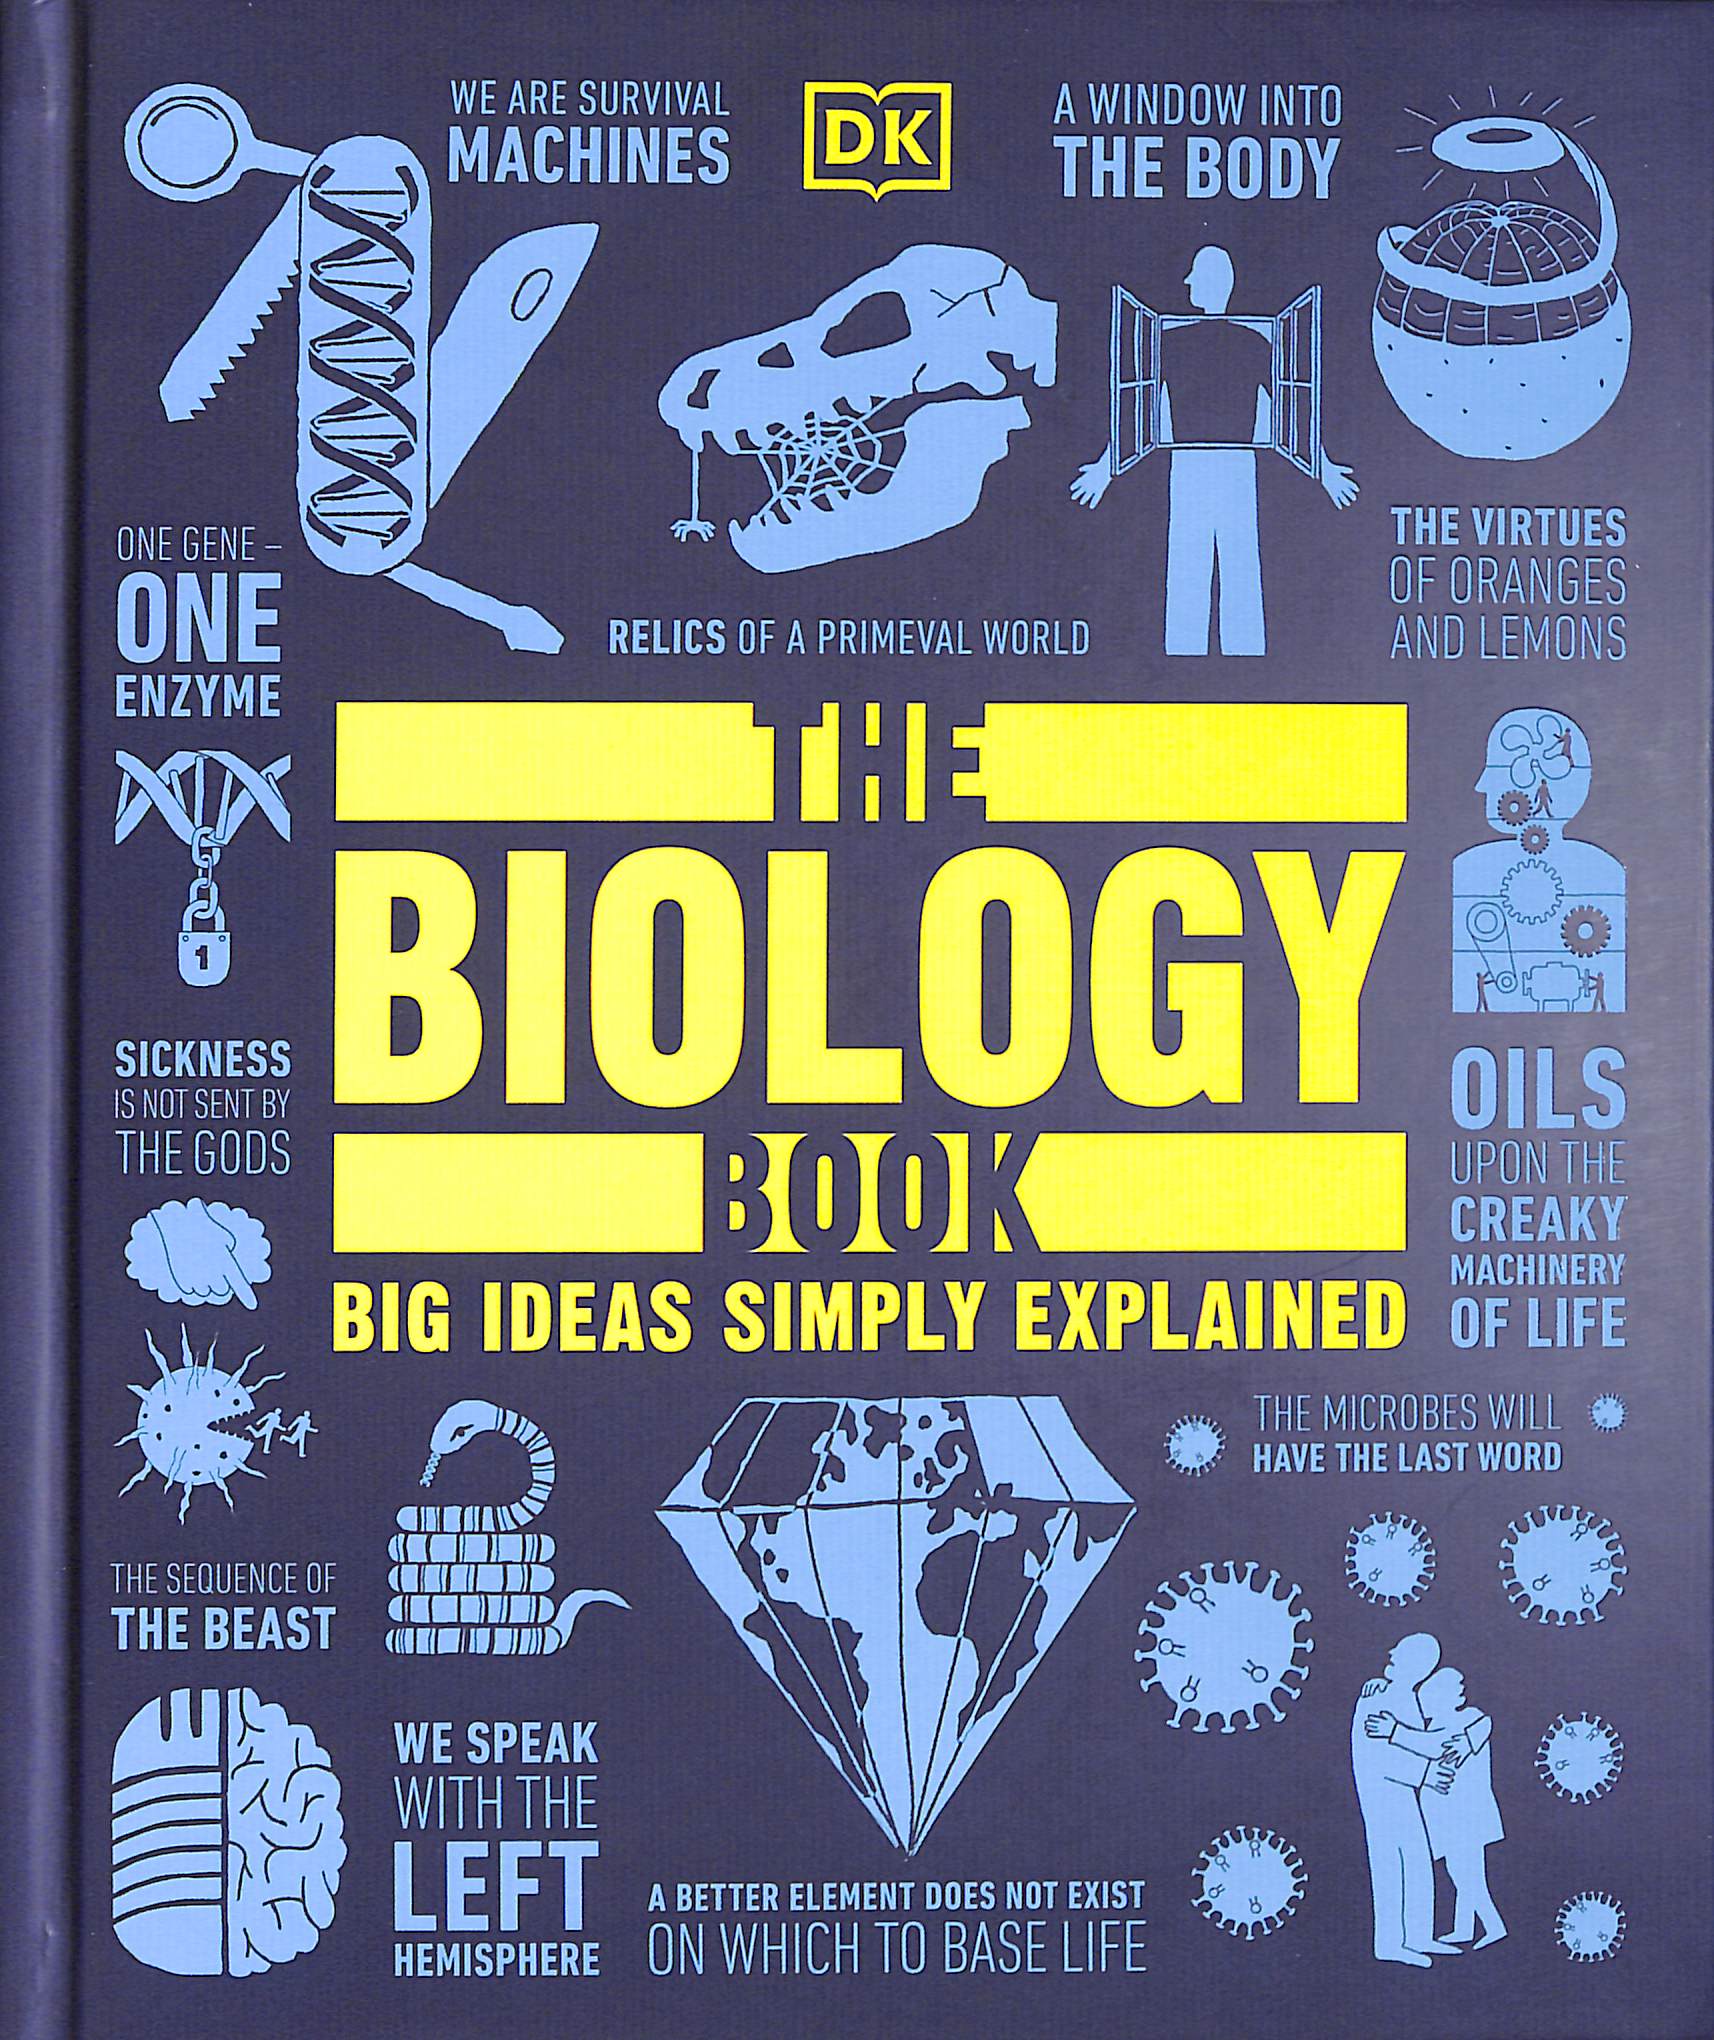 WE ARE SURVIVAL
MACHINES
DK
A WINDOW INTO
THE BODY
ONE GENE –
ONE
ENZYME
RELICS OF A PRIMEVAL WORLD
THE VIRTUES
OF ORANGES
AND LEMONS
THE
BIOLOGY
BOOK
BIG IDEAS SIMPLY EXPLAINED
1
SICKNESS
IS NOT SENT BY
THE GODS
OILS
UPON THE
CREAKY
MACHINERY
OF LIFE
THE MICROBES WILL
HAVE THE LAST WORD
THE SEQUENCE OF
THE BEAST
WE SPEAK
WITH THE
LEFT
HEMISPHERE
A BETTER ELEMENT DOES NOT EXIST
ON WHICH TO BASE LIFE